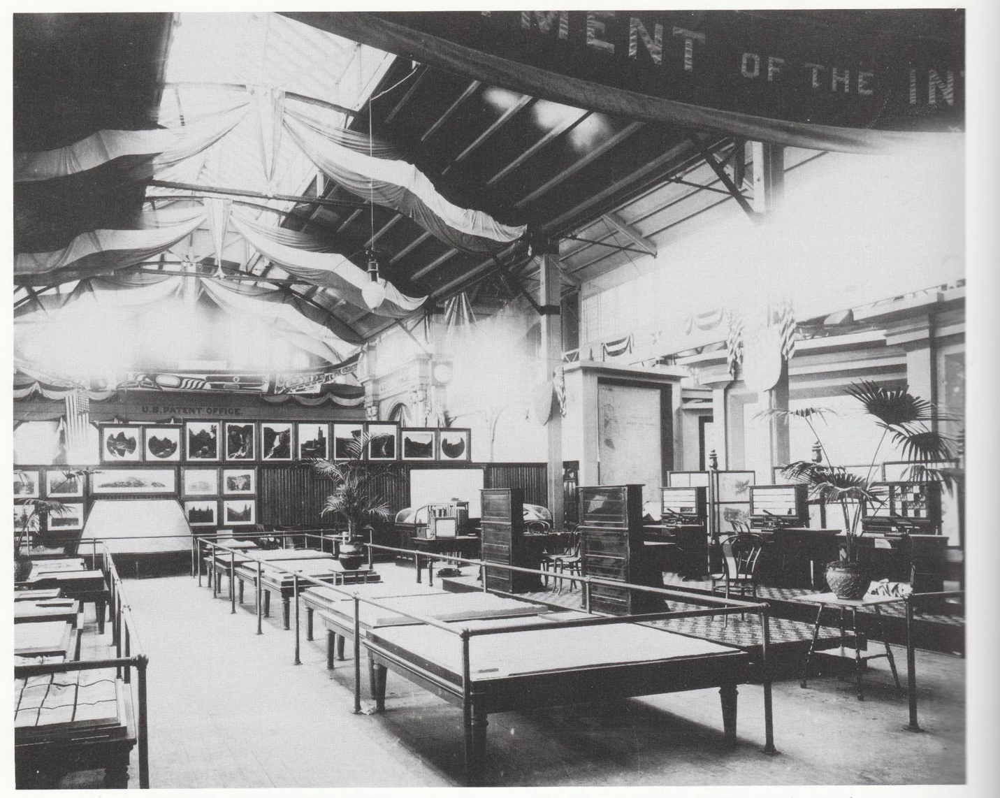 MENT OF THE IN
U.S. PATENT OFFICE.